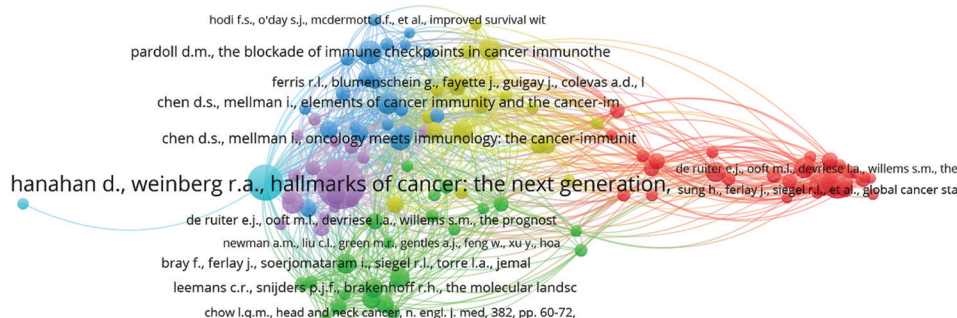 hodi f.s., o'day s.j., mcdermott d.f., et al., improved survival wit
pardoll d.m., the blockade of immune checkpoints in cancer immunothe
ferris r.l., blumenschein g., fayette j., guigay j., colevas a.d., l
chen d.s., mellman i., elements of cancer immunity and the cancer-im
chen d.s., mellman i., oncology meets immunology: the cancer-immunit
de ruiter e.j., ooft m.l., devriese l.a., willems s.m., the
hanahan d., weinberg r.a., hallmarks of cancer: the next generation,
sung h., ferlay j., siegel r.l., et al., global cancer sta
de ruiter e.j., ooft m.l., devriese l.a., willems s.m., the prognost
newman a.m., liu c.l., green m.r., gentles a.j., feng w., xu y., hoa
bray f., ferlay j., soerjomataram i., siegel r.l., torre l.a., jemal
leemans c.r., snijders p.j.f., brakenhoff r.h., the molecular landsc
chow l.q.m., head and neck cancer, n. engl. j. med, 382, pp. 60-72,